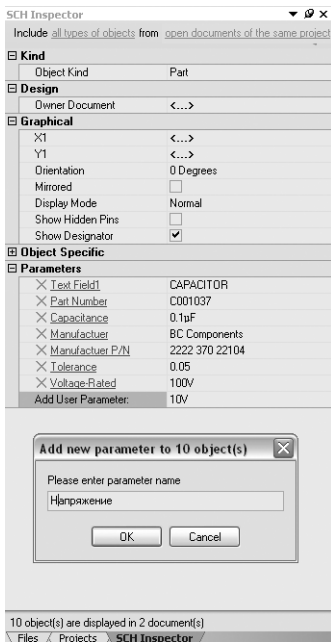 SCH Inspector
Include all types of objects from open documents of the same project
Kind
Object Kind Part
Design
Owner Document <...>
Graphical
X1 <...>
Y1 <...>
Orientation 0 Degrees
Mirrored
Display Mode Normal
Show Hidden Pins
Show Designator
Object Specific
Parameters
Text Field1 CAPACITOR
Part Number C001037
Capacitance 0.1µF
Manufactuer BC Components
Manufactuer P/N 2222 370 22104
Tolerance 0.05
Voltage-Rated 100V
Add User Parameter: 10V
Add new parameter to 10 object(s)
Please enter parameter name
Напряжение
OK Cancel
10 object(s) are displayed in 2 document(s)
Files Projects SCH Inspector